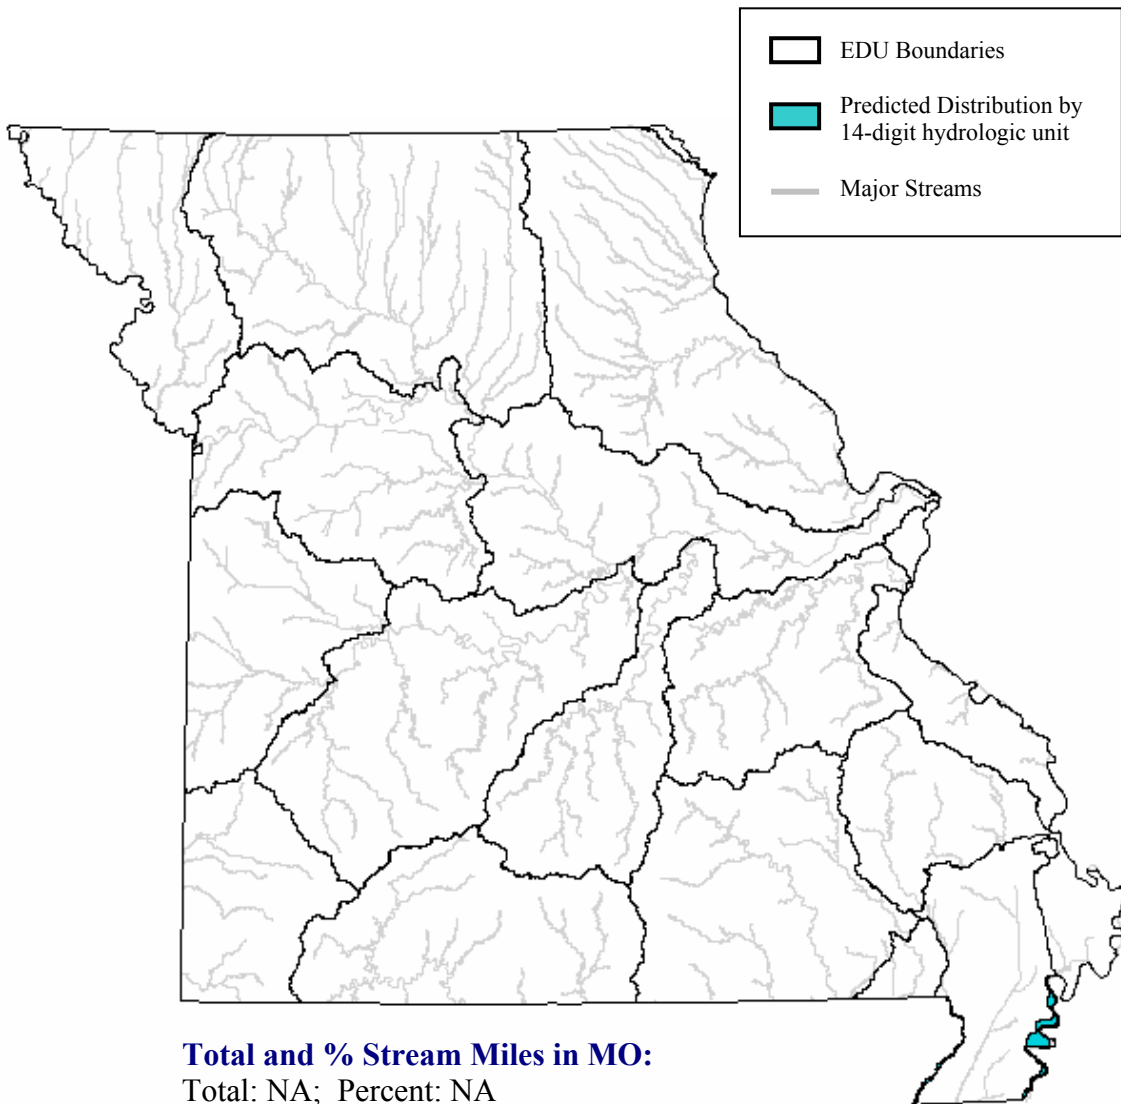 EDU Boundaries
Predicted Distribution by
14-digit hydrologic unit
Major Streams
Total and % Stream Miles in MO:
Total: NA;  Percent: NA